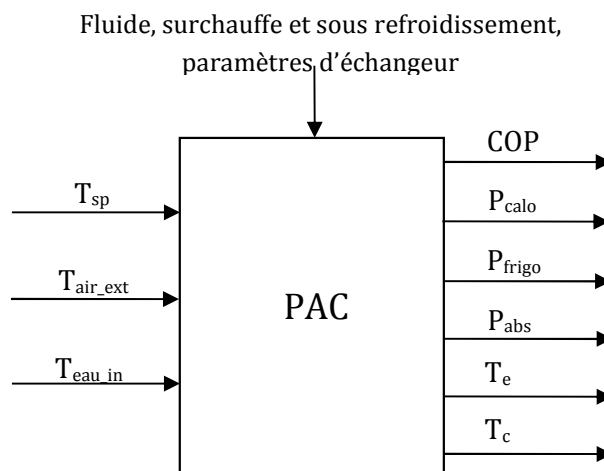 Fluide, surchauffe et sous refroidissement,
paramètres d'échangeur
COP
T_sp
P_calo
T_air_ext
P_frigo
PAC
P_abs
T_eau_in
T_e
T_c